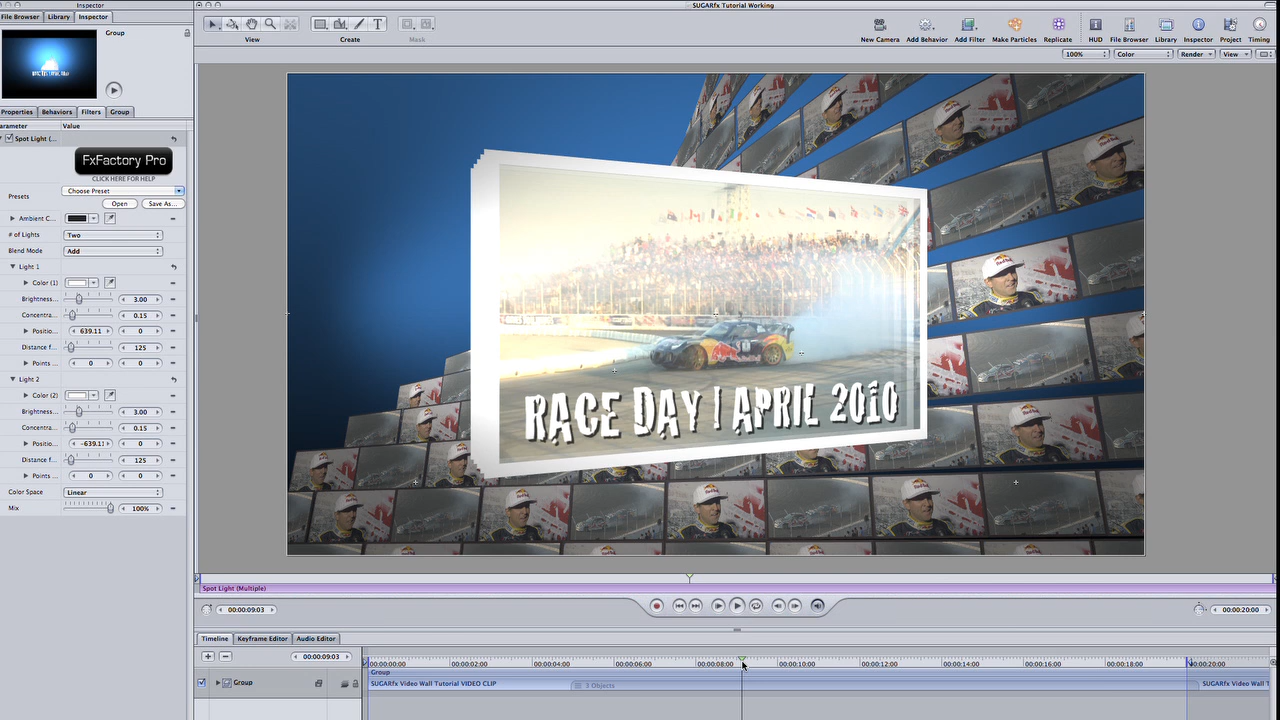 Inspector
SUGARfx Tutorial Working
File Browser Library Inspector
Group
View Create Mask
New Camera Add Behavior Add Filter Make Particles Replicate HUD File Browser Library Inspector Project Timing
100% Color Render View
Properties Behaviors Filters Group
arameter Value
Spot Light (...
FxFactory Pro
CLICK HERE FOR HELP
Presets Choose Preset
Open Save As...
Ambient C...
# of Lights Two
Blend Mode Add
Light 1
Color (1)
Brightness... 3.00
Concentra... 0.15
Positio... 639.11 0
Distance f... 125
Points ... 0 0
Light 2
Color (2)
Brightness... 3.00
Concentra... 0.15
Positio... -639.1: 0
Distance f... 125
Points ... 0 0
Color Space Linear
Mix 100%
RACE DAY | APRIL 2010
Spot Light (Multiple)
00:00:09:03 00:00:20:00
Timeline Keyframe Editor Audio Editor
00:00:09:03
00:00:00:00 00:00:02:00 00:00:04:00 00:00:06:00 00:00:08:00 00:00:10:00 00:00:12:00 00:00:14:00 00:00:16:00 00:00:18:00 00:00:20:00
Group
Group
SUGARfx Video Wall Tutorial VIDEO CLIP 3 Objects SUGARfx Video Wall T